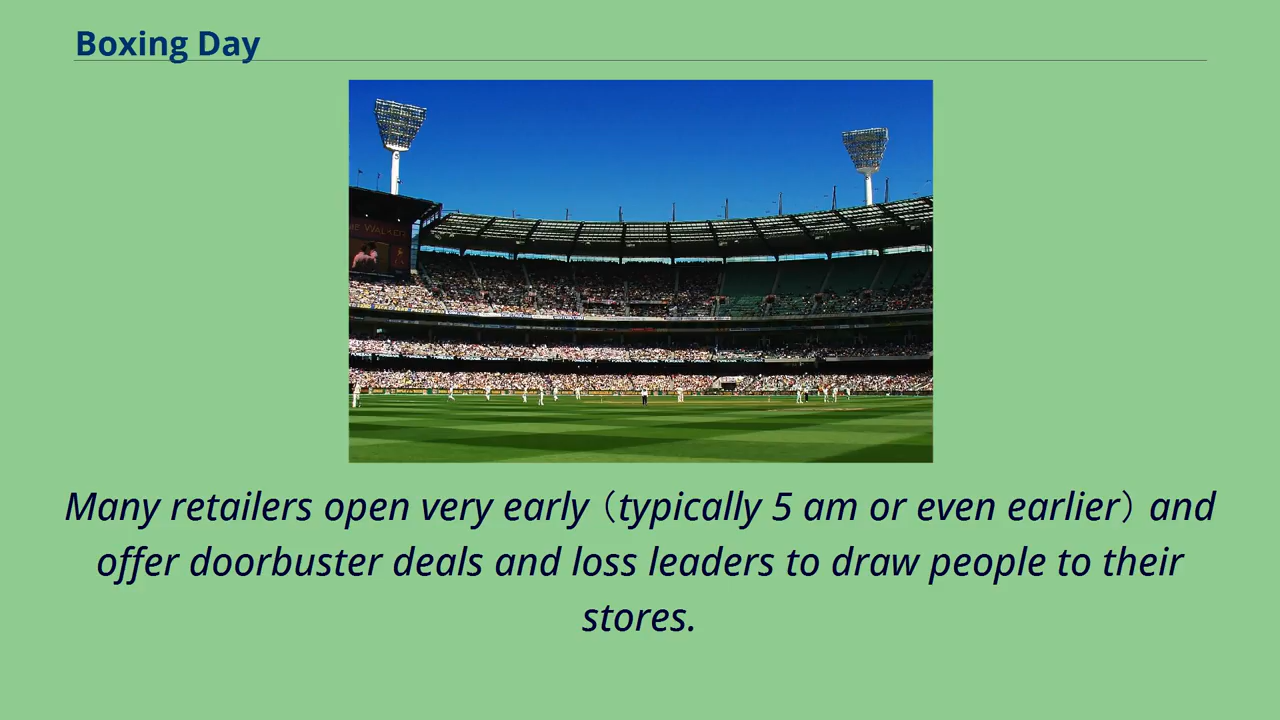 Boxing Day
Many retailers open very early (typically 5 am or even earlier) and
offer doorbuster deals and loss leaders to draw people to their
stores.